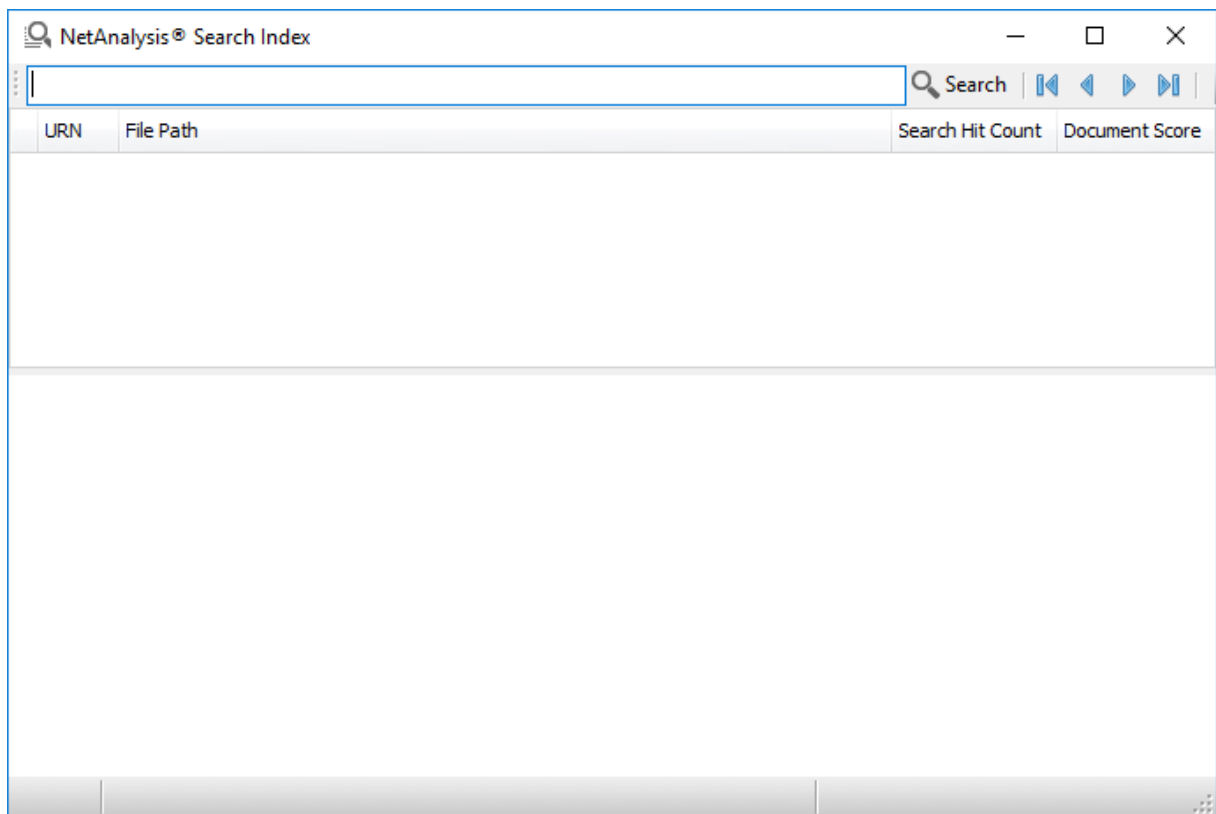 NetAnalysis® Search Index
Search
URN File Path Search Hit Count Document Score